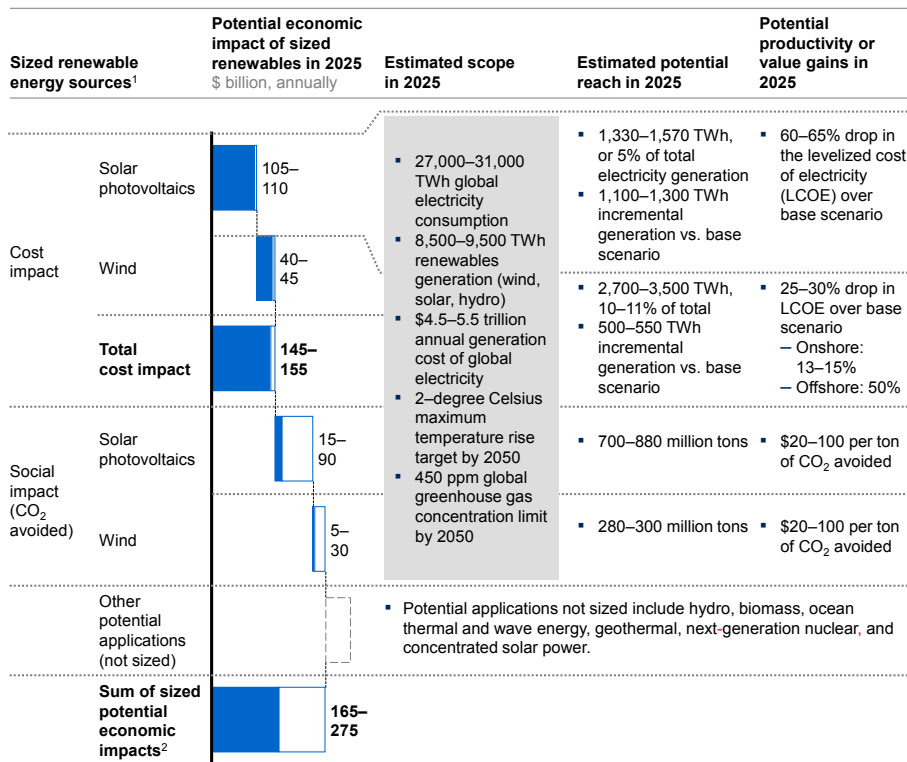 Sized renewable
energy sources1
Potential economic
impact of sized
renewables in 2025
$ billion, annually
Estimated scope
in 2025
Estimated potential
reach in 2025
Potential
productivity or
value gains in
2025
Cost
impact
Solar
photovoltaics
105–
110
Wind
40–
45
Total
cost impact
145–
155
Social
impact
(CO2
avoided)
Solar
photovoltaics
15–
90
Wind
5–
30
▪ 27,000–31,000
TWh global
electricity
consumption
▪ 8,500–9,500 TWh
renewables
generation (wind,
solar, hydro)
▪ $4.5–5.5 trillion
annual generation
cost of global
electricity
▪ 2–degree Celsius
maximum
temperature rise
target by 2050
▪ 450 ppm global
greenhouse gas
concentration limit
by 2050
▪ 1,330–1,570 TWh,
or 5% of total
electricity generation
▪ 1,100–1,300 TWh
incremental
generation vs. base
scenario
▪ 60–65% drop in
the levelized cost
of electricity
(LCOE) over
base scenario
▪ 2,700–3,500 TWh,
10–11% of total
▪ 500–550 TWh
incremental
generation vs. base
scenario
▪ 25–30% drop in
LCOE over base
scenario
– Onshore:
13–15%
– Offshore: 50%
▪ 700–880 million tons
▪ $20–100 per ton
of CO2 avoided
▪ 280–300 million tons
▪ $20–100 per ton
of CO2 avoided
Other
potential
applications
(not sized)
▪ Potential applications not sized include hydro, biomass, ocean
thermal and wave energy, geothermal, next-generation nuclear, and
concentrated solar power.
Sum of sized
potential
economic
impacts2
165–
275